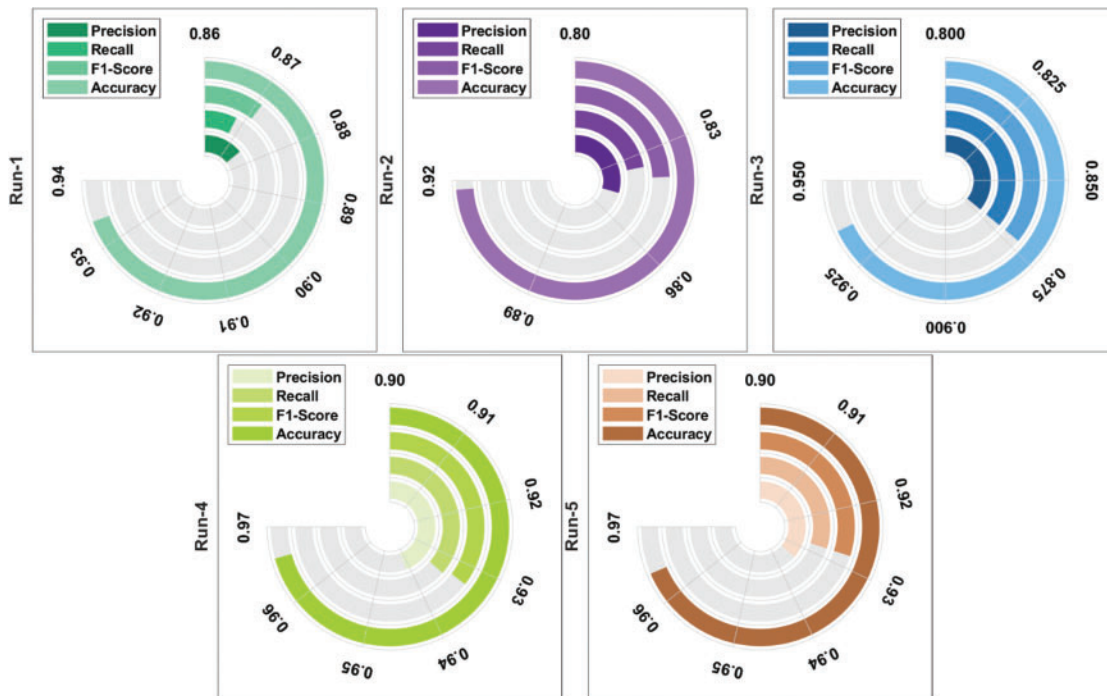 Run-1
Precision
Recall
F1-Score
Accuracy
0.86
0.87
0.88
0.89
0.90
0.91
0.92
0.93
0.94
Run-2
Precision
Recall
F1-Score
Accuracy
0.80
0.83
0.86
0.89
0.92
Run-3
Precision
Recall
F1-Score
Accuracy
0.800
0.825
0.850
0.875
0.900
0.925
0.950
Run-4
Precision
Recall
F1-Score
Accuracy
0.90
0.91
0.92
0.93
0.94
0.95
0.96
0.97
Run-5
Precision
Recall
F1-Score
Accuracy
0.90
0.91
0.92
0.93
0.94
0.95
0.96
0.97